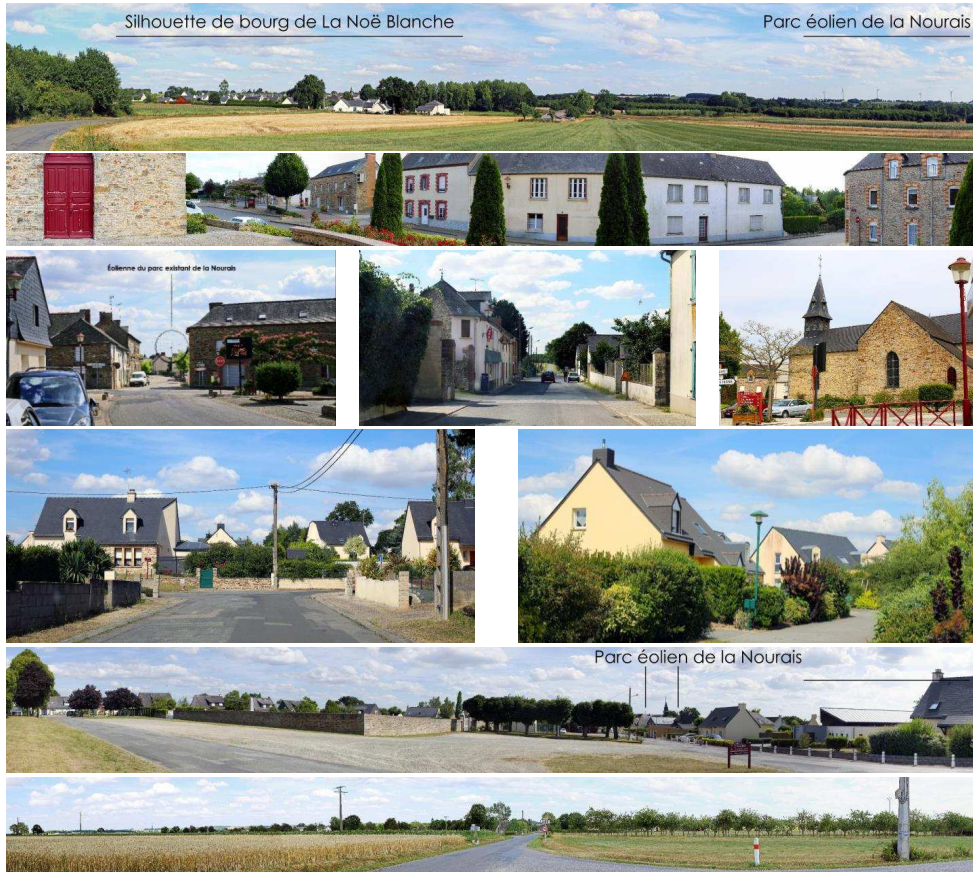 Silhouette de bourg de La Noë Blanche
Parc éolien de la Nourais
Éolienne du parc existant de la Nourais
Parc éolien de la Nourais